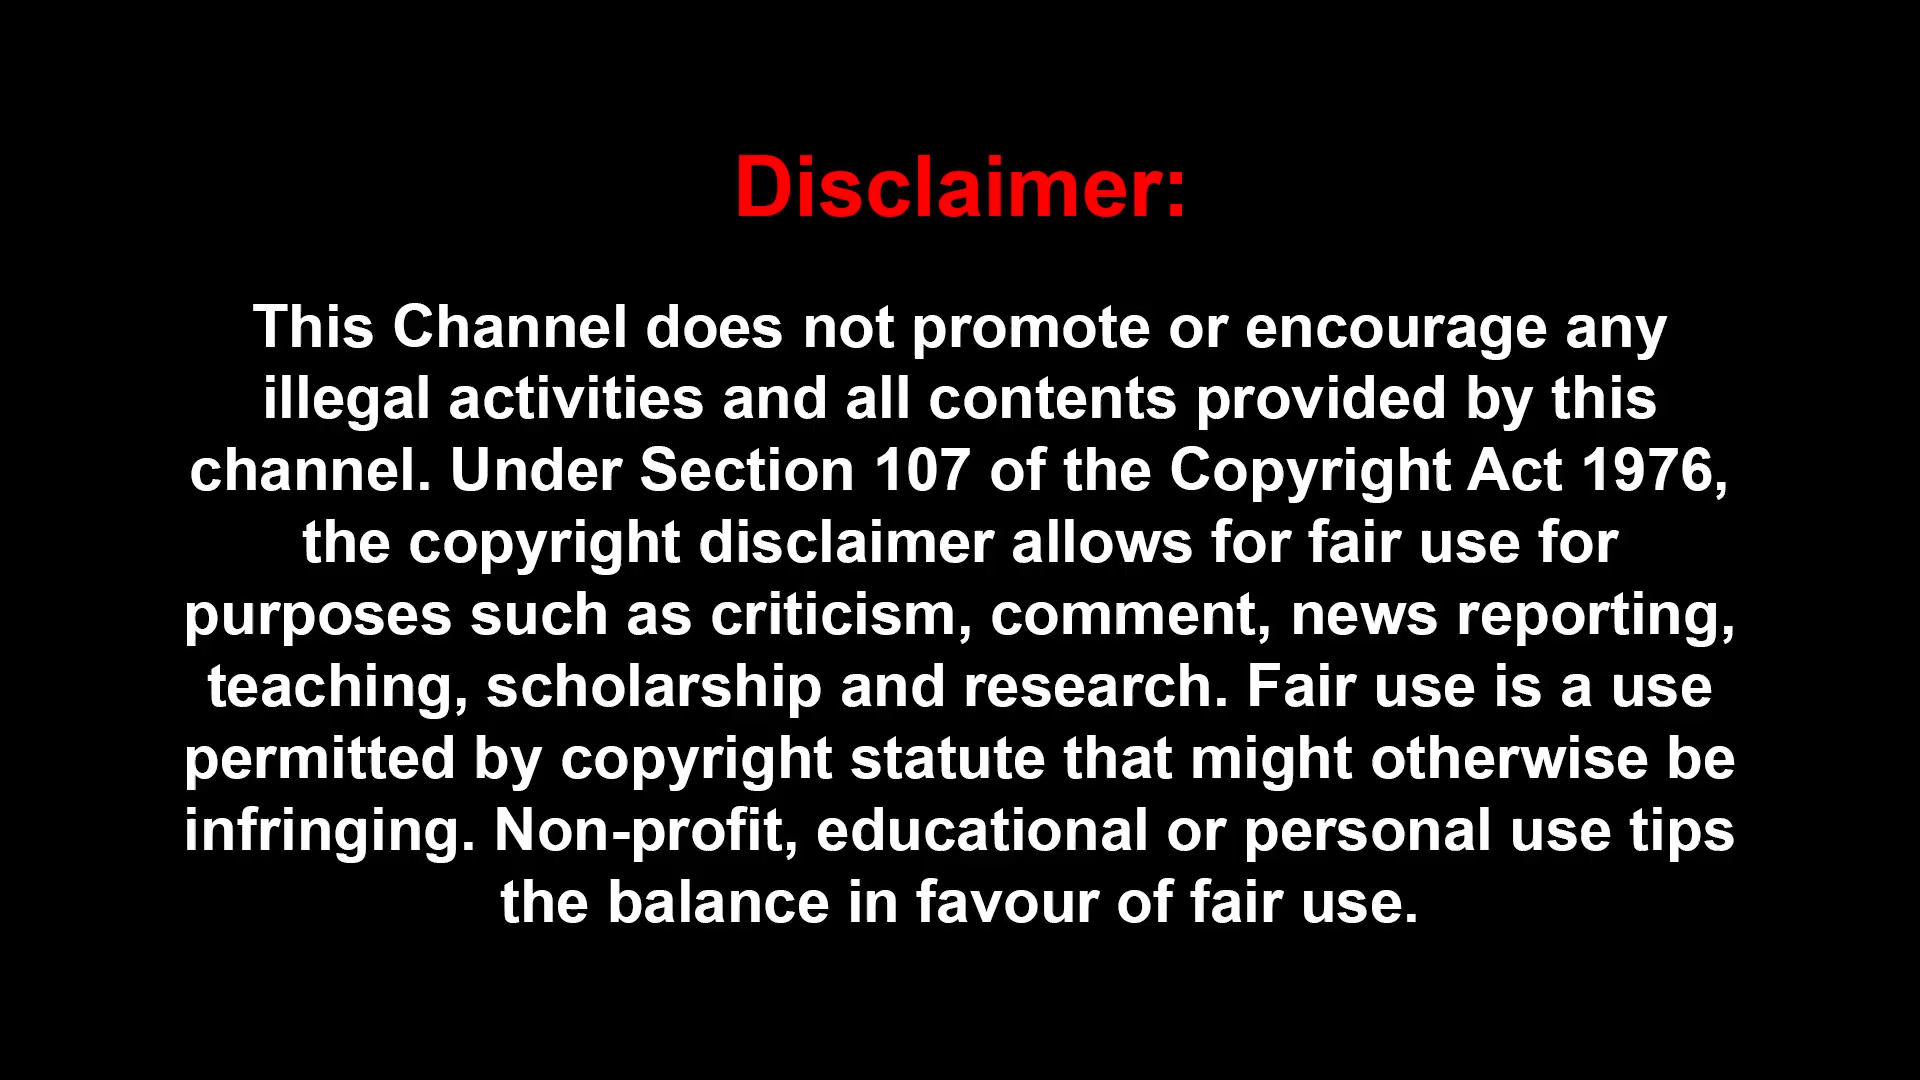 Disclaimer:
This Channel does not promote or encourage any
illegal activities and all contents provided by this
channel. Under Section 107 of the Copyright Act 1976,
the copyright disclaimer allows for fair use for
purposes such as criticism, comment, news reporting,
teaching, scholarship and research. Fair use is a use
permitted by copyright statute that might otherwise be
infringing. Non-profit, educational or personal use tips
the balance in favour of fair use.